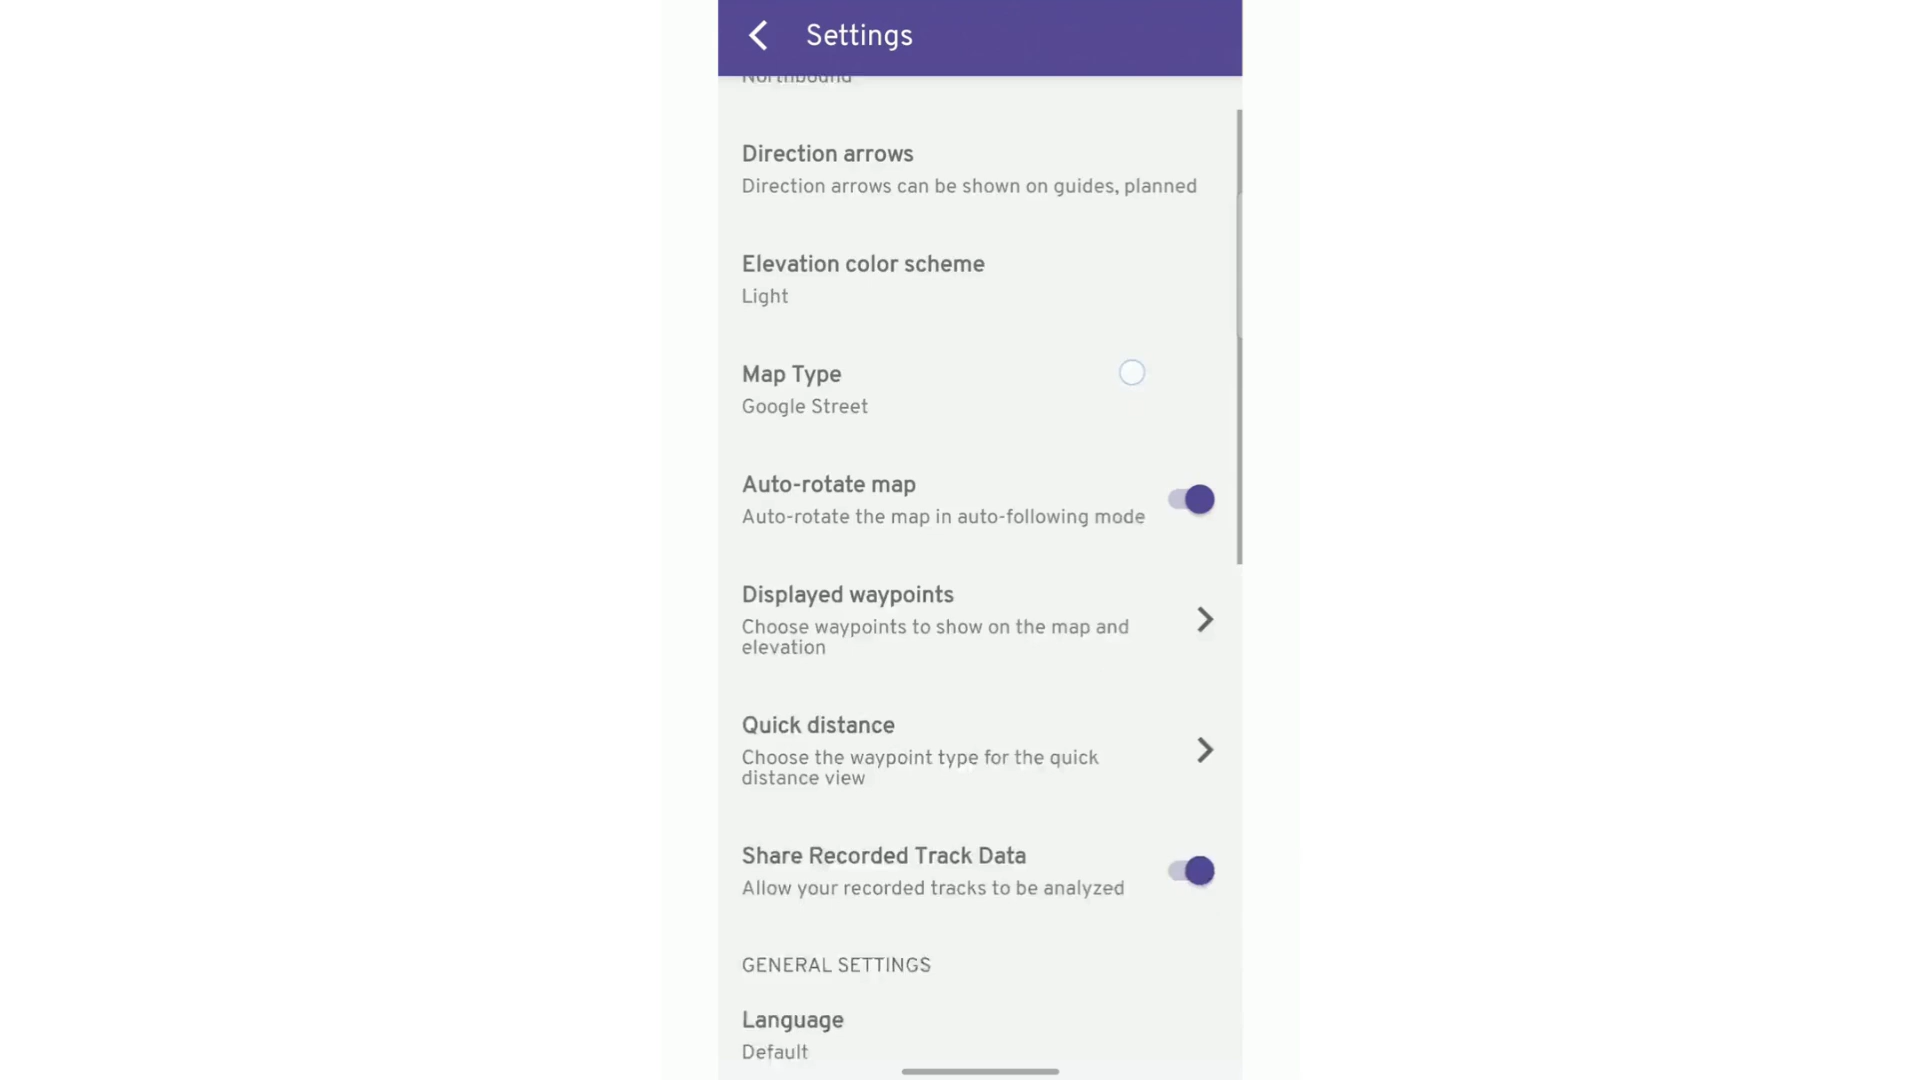 Settings
Northbound
Direction arrows
Direction arrows can be shown on guides, planned
Elevation color scheme
Light
Map Type
Google Street
Auto-rotate map
Auto-rotate the map in auto-following mode
Displayed waypoints
Choose waypoints to show on the map and
elevation
Quick distance
Choose the waypoint type for the quick
distance view
Share Recorded Track Data
Allow your recorded tracks to be analyzed
GENERAL SETTINGS
Language
Default